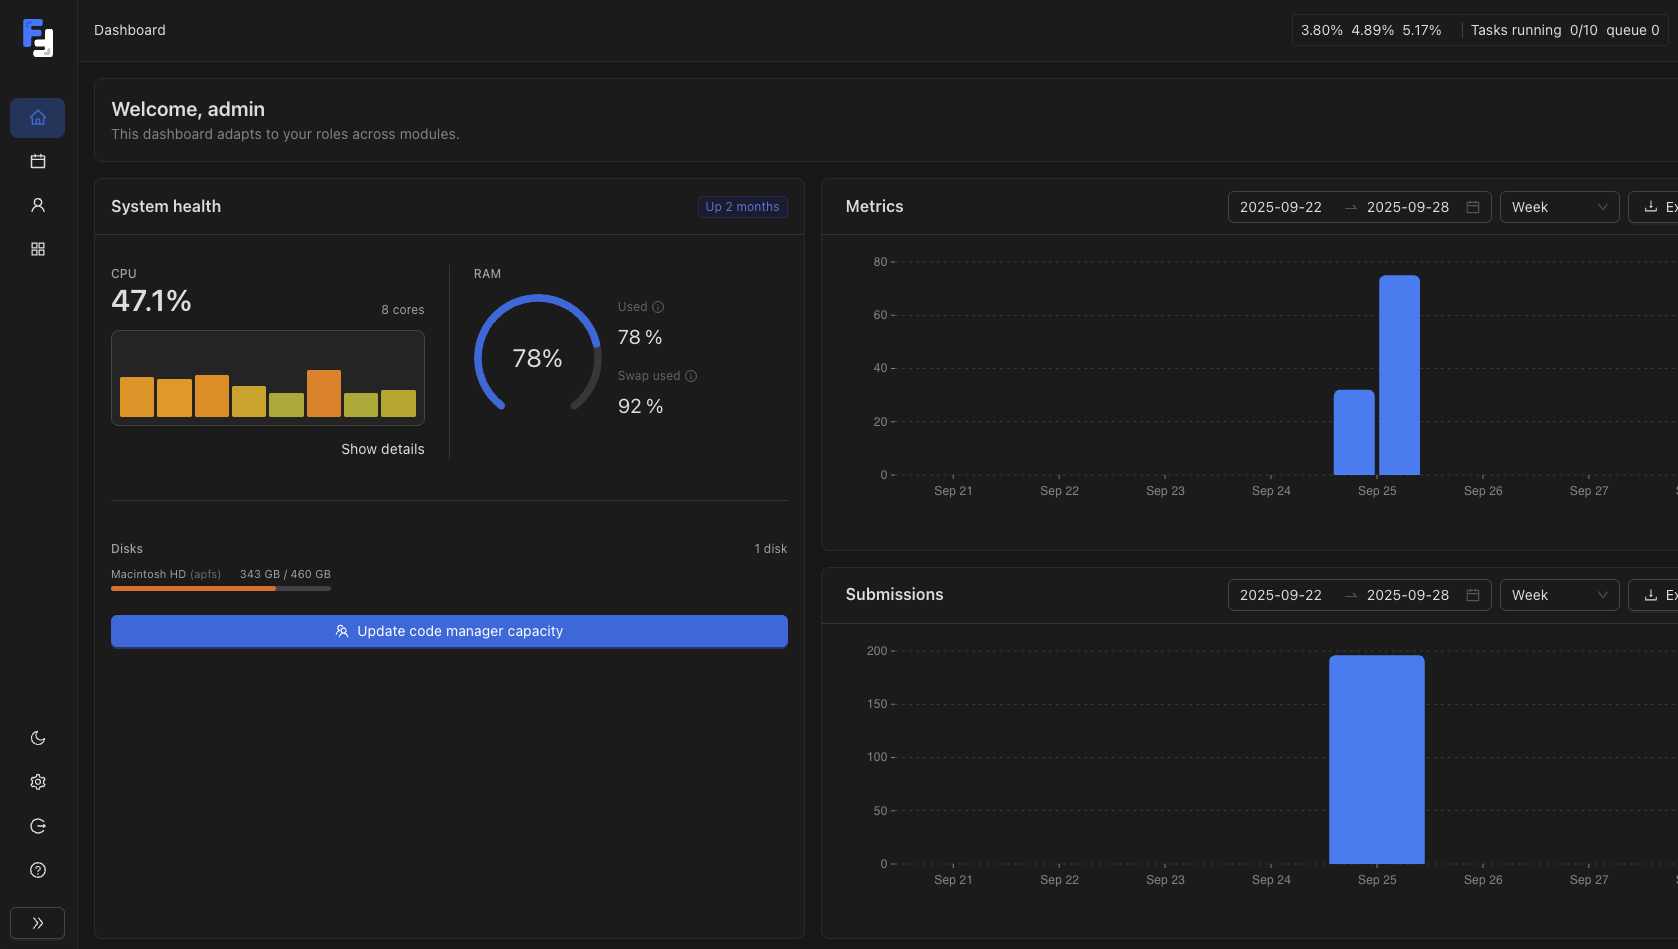 Dashboard
3.80% 4.89% 5.17% Tasks running 0/10 queue 0
Welcome, admin
This dashboard adapts to your roles across modules.
System health
Up 2 months
CPU
47.1%
8 cores
Show details
RAM
78%
Used
78 %
Swap used
92 %
Disks
1 disk
Macintosh HD (apfs) 343 GB / 460 GB
Update code manager capacity
Metrics
2025-09-22 → 2025-09-28
Week
Ex
80
60
40
20
0
Sep 21 Sep 22 Sep 23 Sep 24 Sep 25 Sep 26 Sep 27
Submissions
2025-09-22 → 2025-09-28
Week
Ex
200
150
100
50
0
Sep 21 Sep 22 Sep 23 Sep 24 Sep 25 Sep 26 Sep 27